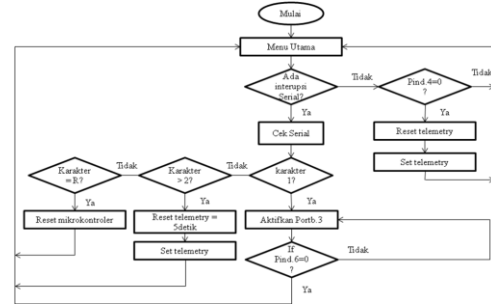 Mulai
Menu Utama
Ada
interupsi
Serial?
Tidak
Pind.4=0
?
Tidak
Ya
Ya
Cek Serial
Reset telemetry
Set telemetry
Karakter
= R?
Tidak
Karakter
> 2?
Tidak
karakter
1?
Ya
Ya
Ya
Reset mikrokontroler
Reset telemetry =
5detik
Aktifkan Portb.3
Set telemetry
If
Pind.6=0
?
Tidak
Ya